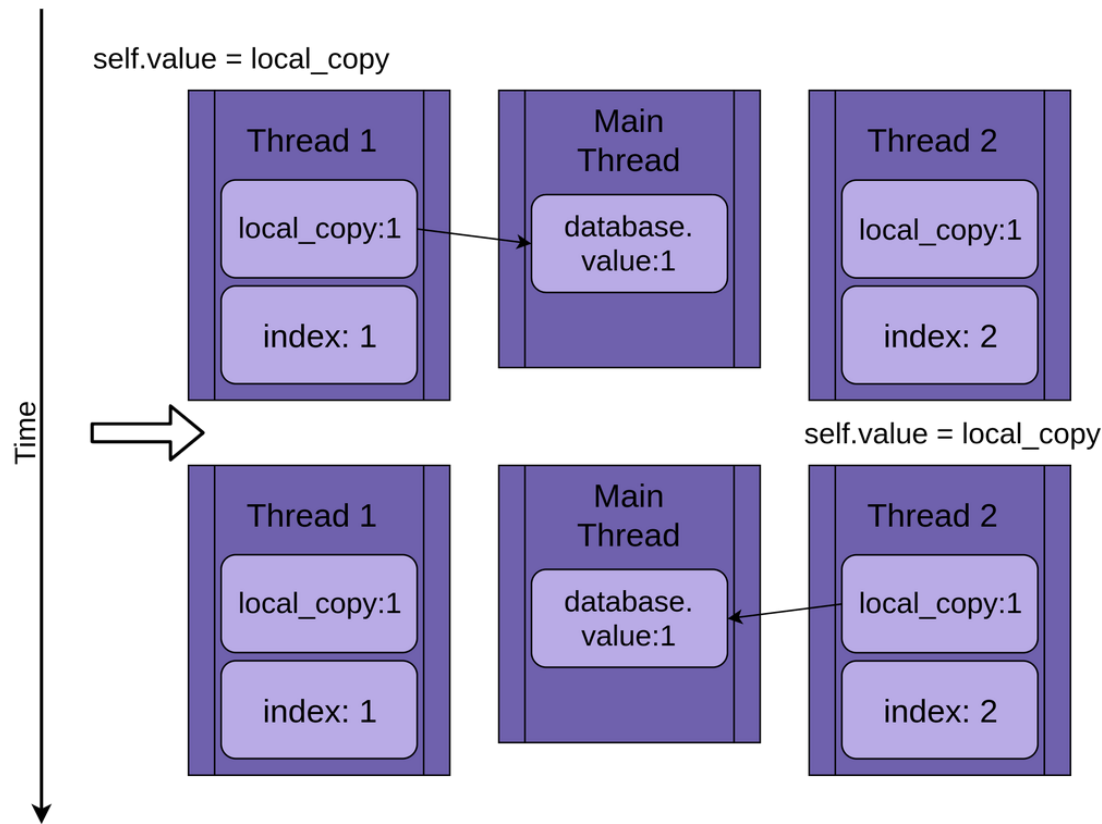 self.value = local_copy
Thread 1
Main
Thread
Thread 2
local_copy:1
database.
value:1
local_copy:1
index: 1
index: 2
Time
self.value = local_copy
Thread 1
Main
Thread
Thread 2
local_copy:1
database.
value:1
local_copy:1
index: 1
index: 2